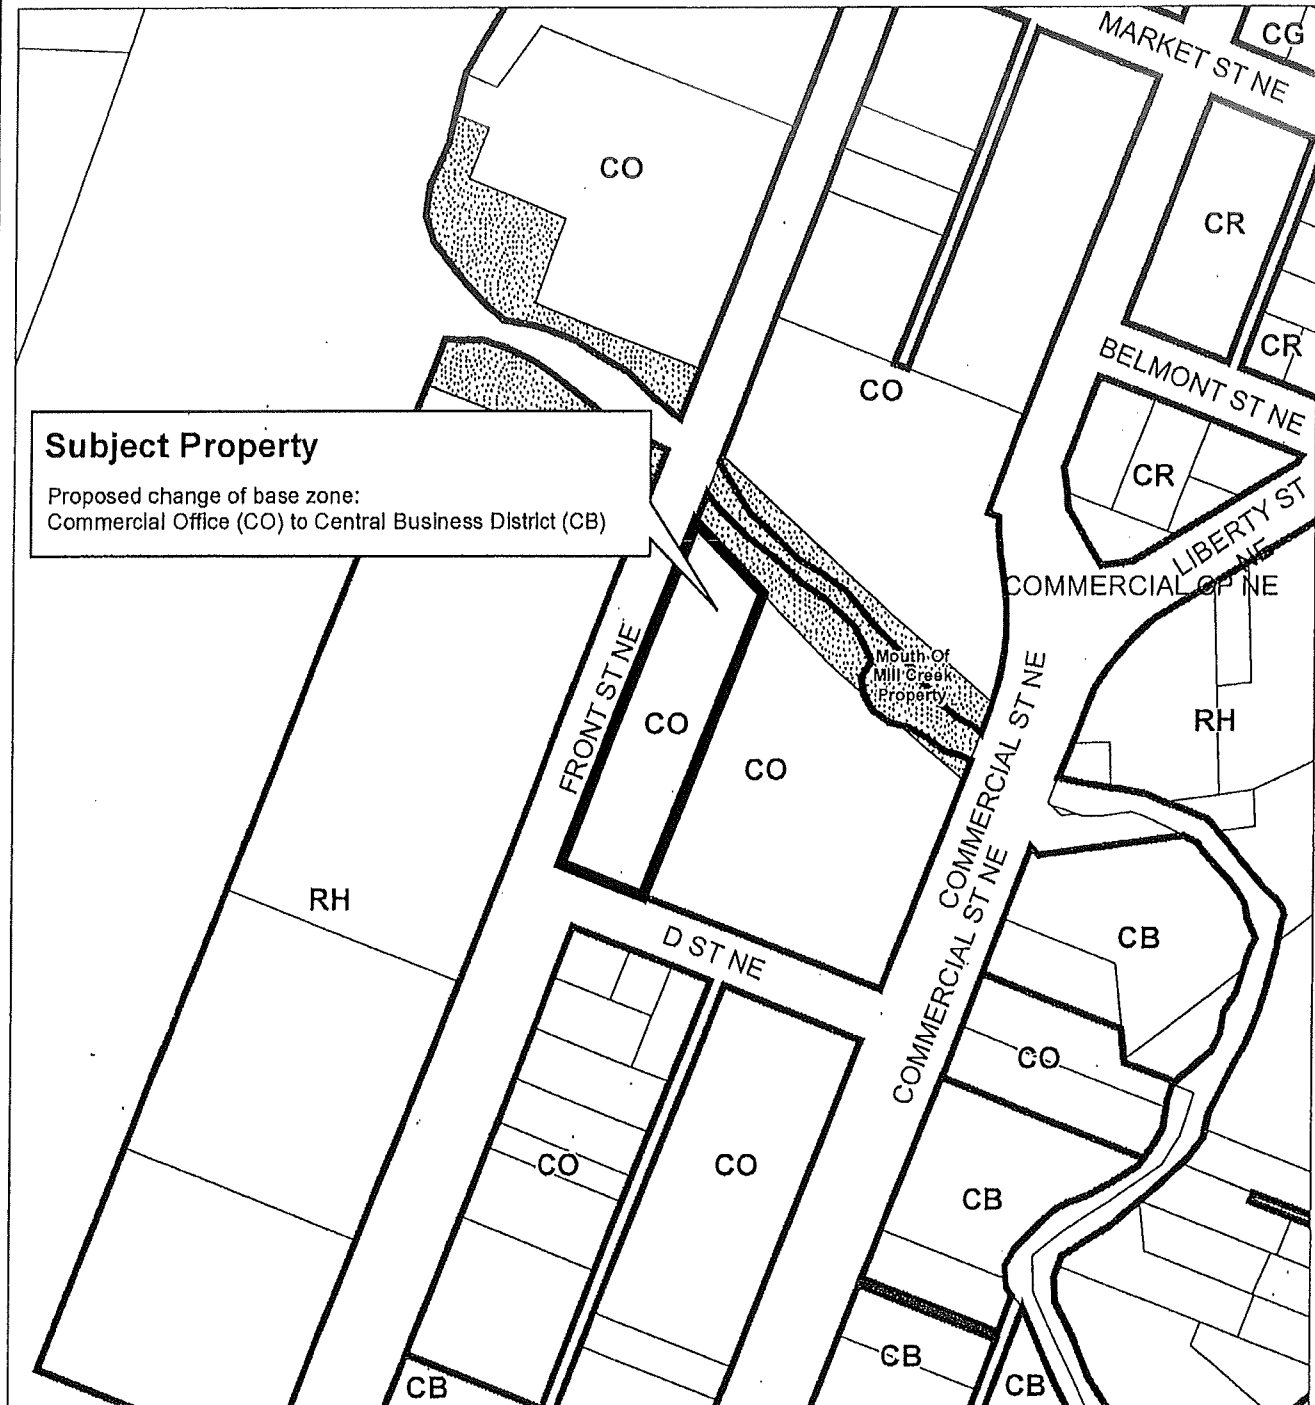 MARKET ST NE
CG
CO
CR
CR
BELMONT ST NE
CO
CR
LIBERTY ST
NE
COMMERCIAL OP NE
Subject Property
Proposed change of base zone:
Commercial Office (CO) to Central Business District (CB)
FRONT ST NE
Mouth Of
Mill Creek
Property
COMMERCIAL ST NE
RH
CO
CO
COMMERCIAL ST NE
RH
D ST NE
CB
CO
CO
CO
CB
CB
CB
CB